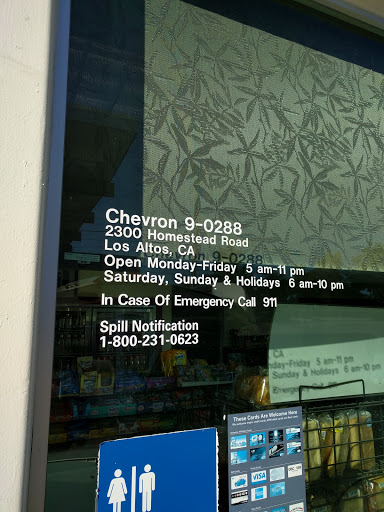 Chevron 9-0288
2300 Homestead Road
Los Altos, CA
Open Monday-Friday 5 am-11 pm
Saturday, Sunday & Holidays 6 am-10 pm
In Case Of Emergency Call 911
Spill Notification
1-800-231-0623
These Cards Are Welcome Here
VISA